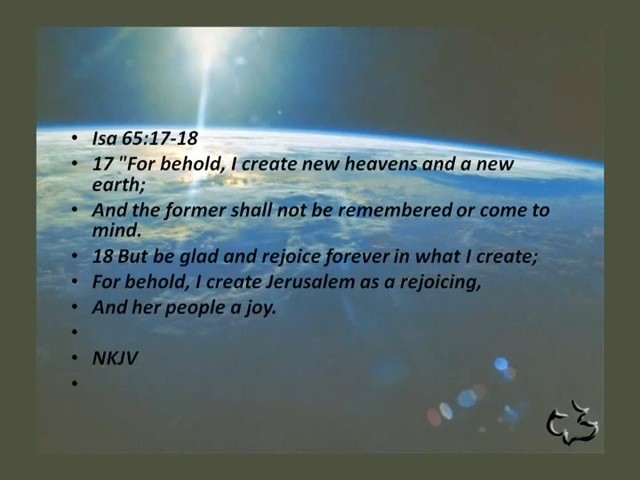 • Isa 65:17-18
• 17 "For behold, I create new heavens and a new
earth;
• And the former shall not be remembered or come to
mind.
• 18 But be glad and rejoice forever in what I create;
• For behold, I create Jerusalem as a rejoicing,
• And her people a joy.
•
• NKJV
•